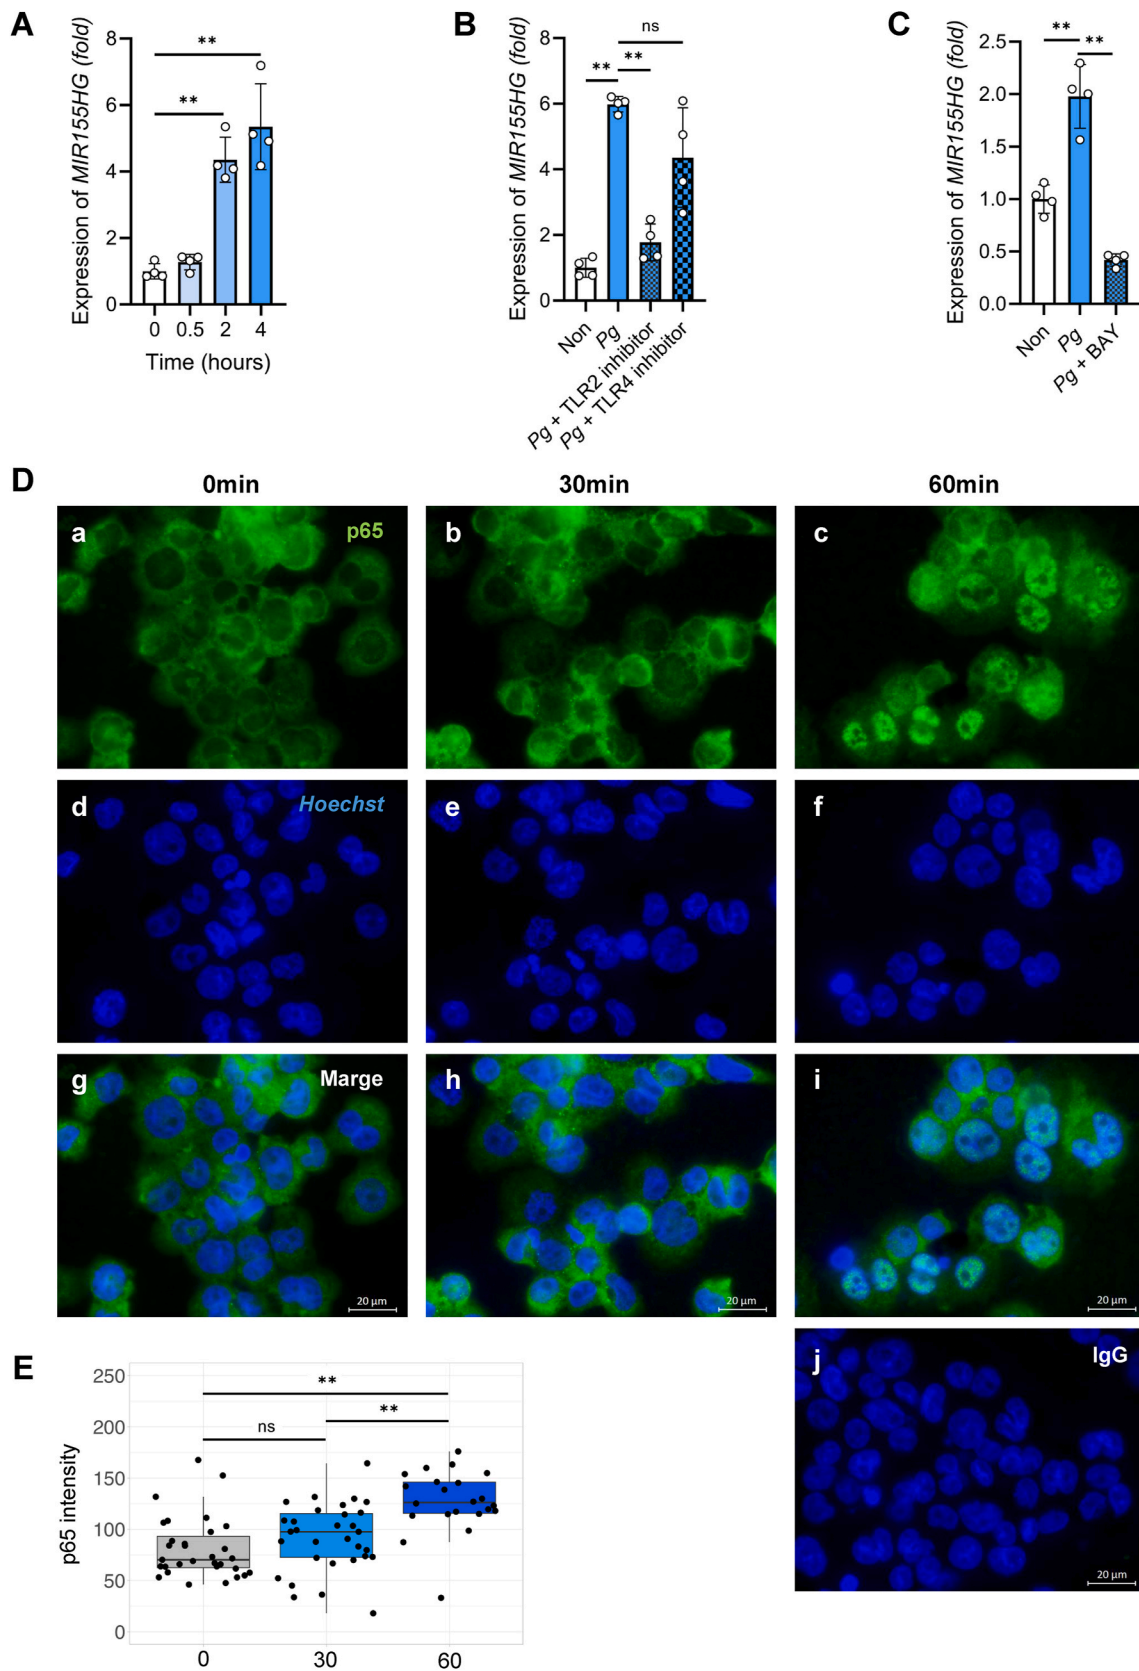 A
Expression of MIR155HG (fold)
8
6
4
2
0
**
**
0 0.5 2 4
Time (hours)
B
Expression of MIR155HG (fold)
8
6
4
2
0
ns
** **
Non
Pg
Pg + TLR2 inhibitor
Pg + TLR4 inhibitor
C
Expression of MIR155HG (fold)
2.5
2.0
1.5
1.0
0.5
0.0
** **
Non
Pg
Pg + BAY
D
0min 30min 60min
a p65 b c
d Hoechst e f
g Marge h i
20 µm 20 µm 20 µm
j IgG
20 µm
E
p65 intensity
250
200
150
100
50
0
**
**
ns
0 30 60